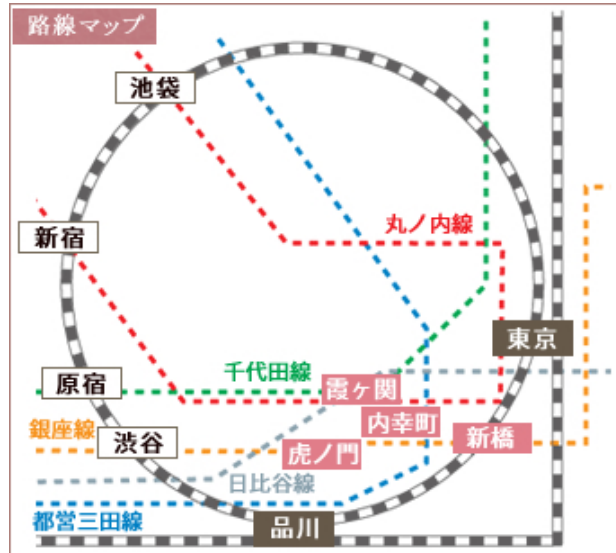 路線マップ
池袋
丸ノ内線
新宿
東京
千代田線
原宿
霞ヶ関
内幸町
銀座線
渋谷
虎ノ門
新橋
日比谷線
都営三田線
品川